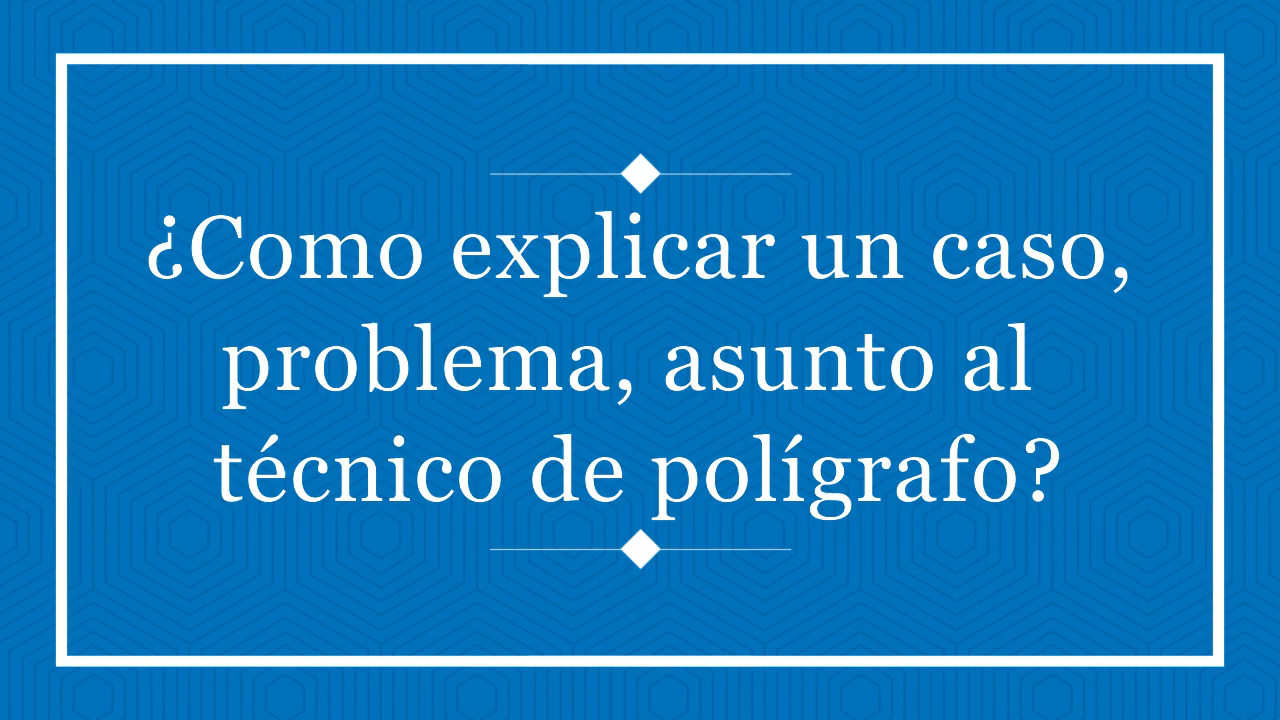 ¿Como explicar un caso,
problema, asunto al
técnico de polígrafo?